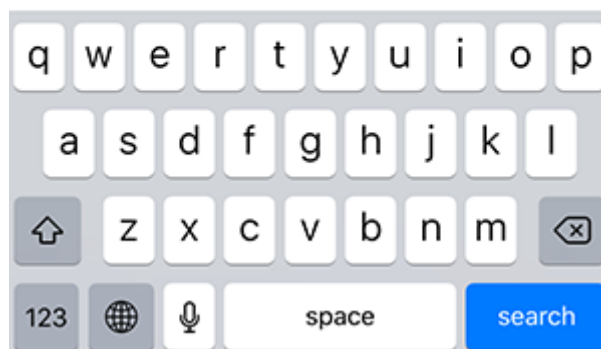 q w e r t y u i o p
a s d f g h j k l
z x c v b n m
123 space search